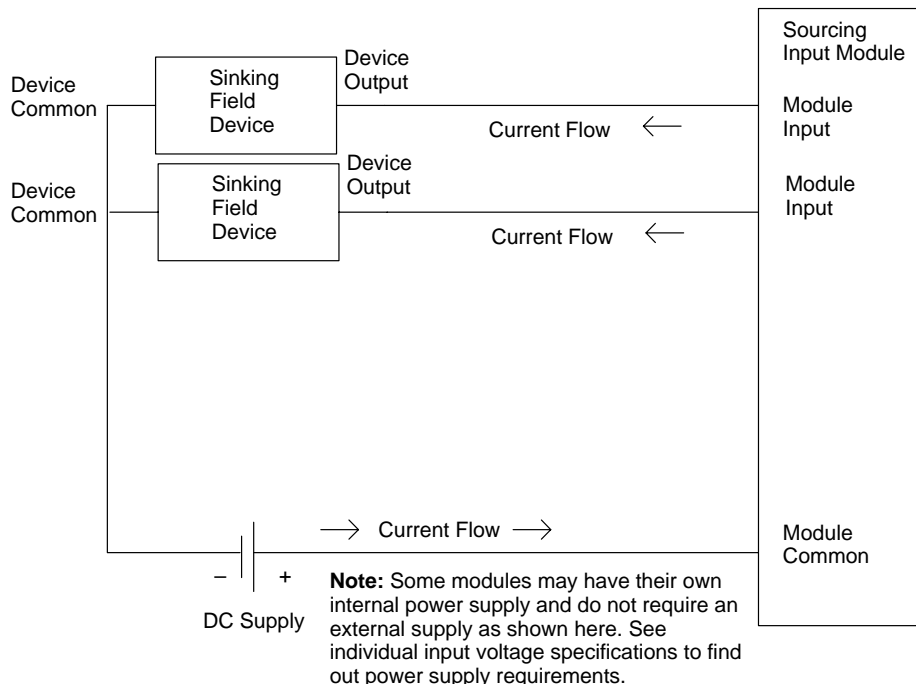 Sourcing
Input Module
Device
Output
Sinking
Field
Device
Device
Common
Module
Input
Current Flow
Device
Output
Sinking
Field
Device
Device
Common
Module
Input
Current Flow
Current Flow
Module
Common
– +
DC Supply
Note: Some modules may have their own
internal power supply and do not require an
external supply as shown here. See
individual input voltage specifications to find
out power supply requirements.